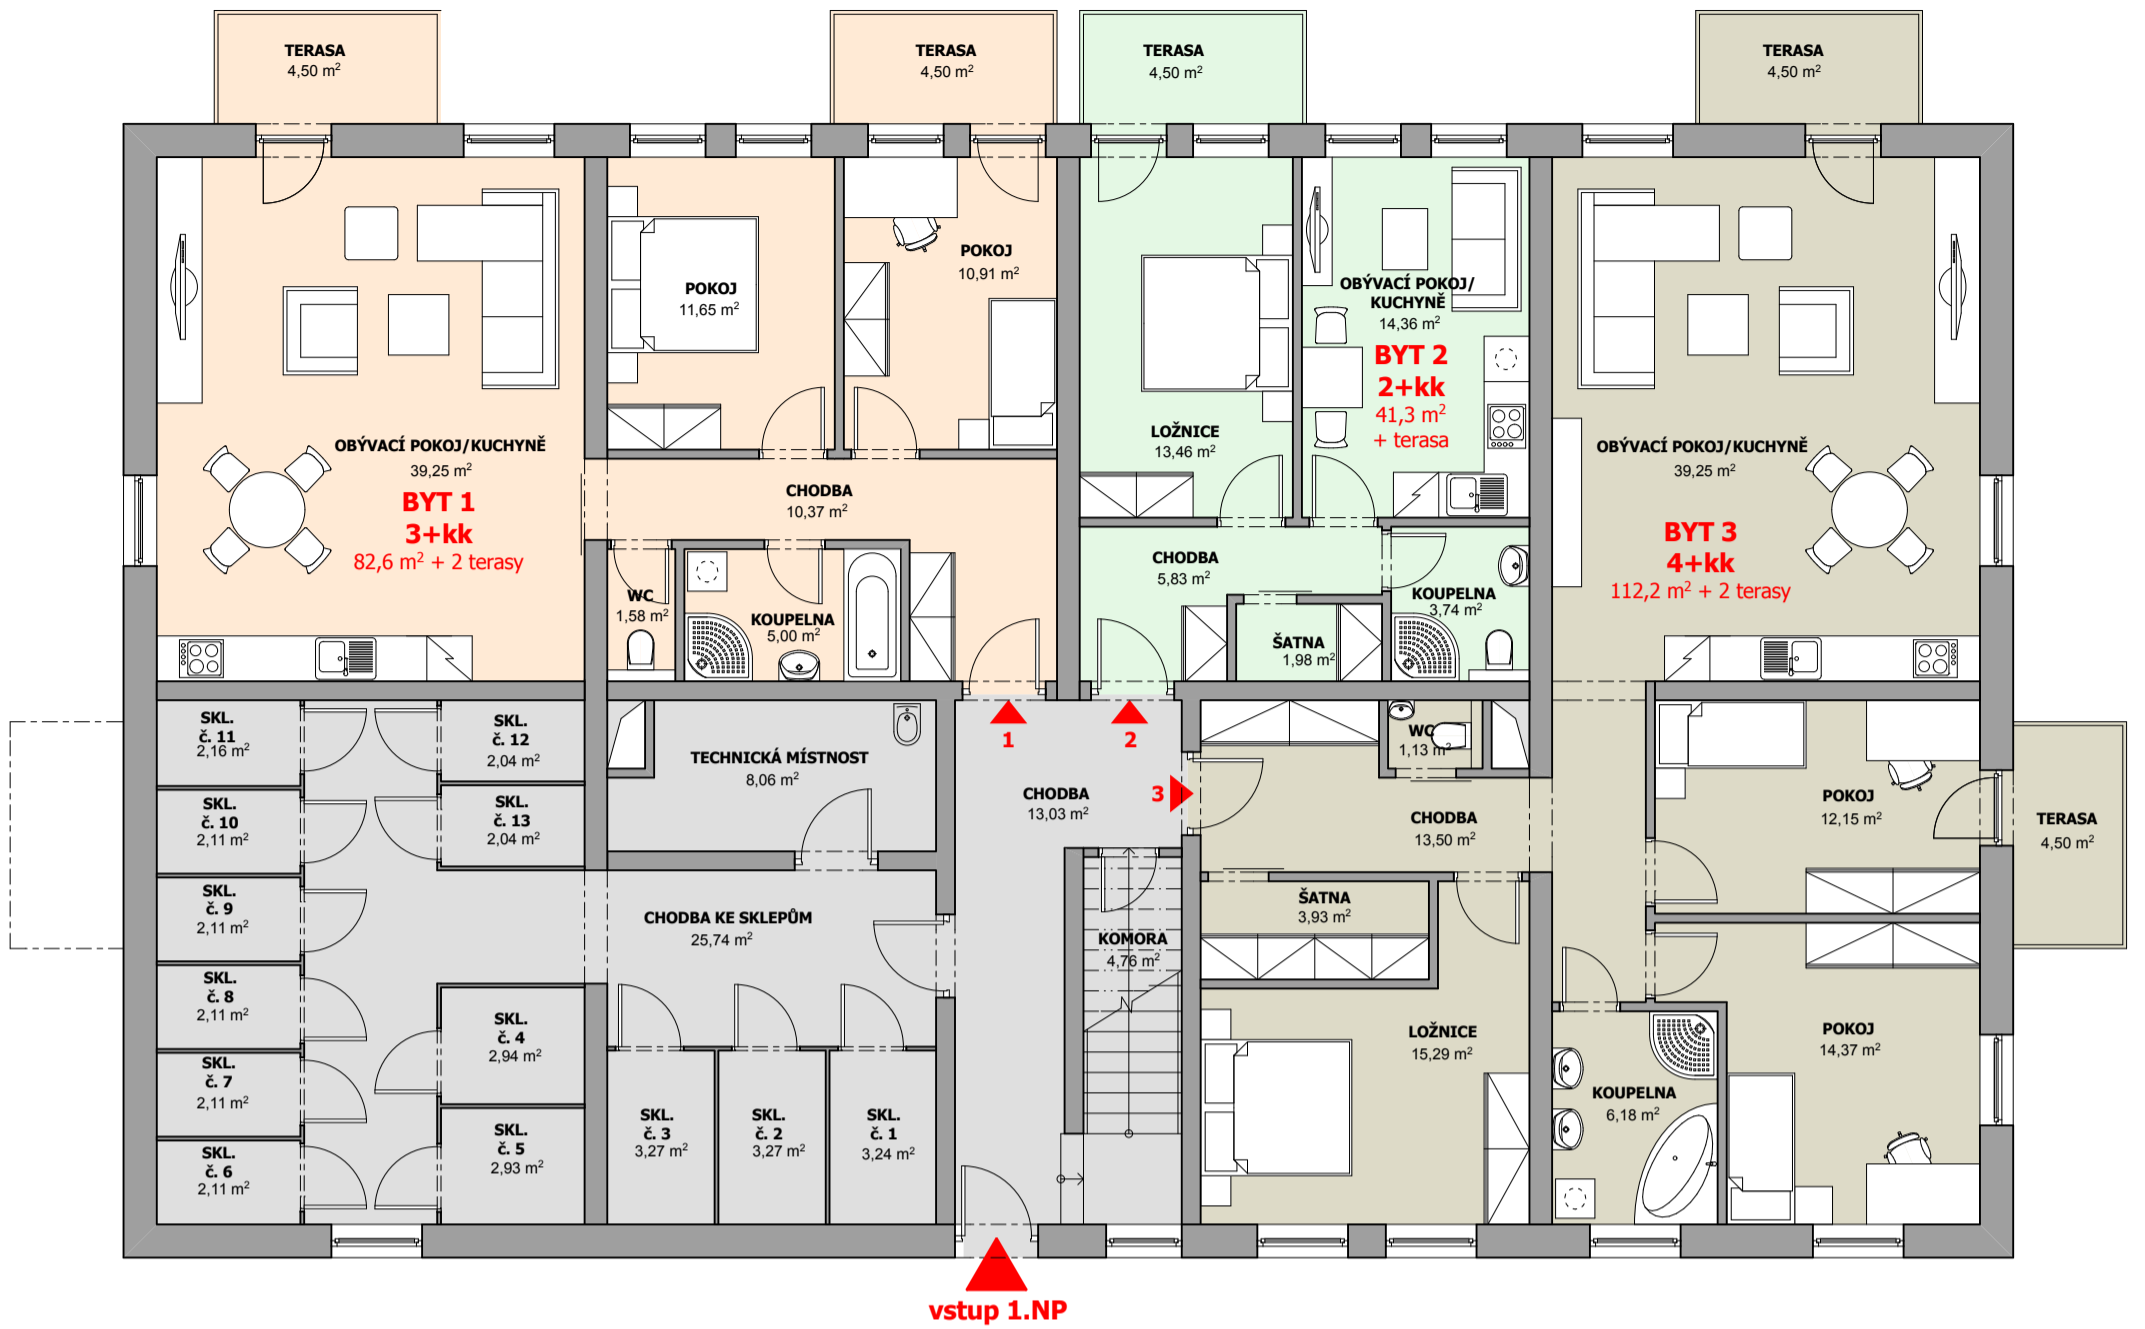 TERASA
4,50 m²
TERASA
4,50 m²
TERASA
4,50 m²
TERASA
4,50 m²
OBÝVACÍ POKOJ/KUCHYNĚ
39,25 m²
BYT 1
3+kk
82,6 m² + 2 terasy
POKOJ
11,65 m²
POKOJ
10,91 m²
CHODBA
10,37 m²
WC
1,58 m²
KOUPELNA
5,00 m²
LOŽNICE
13,46 m²
OBÝVACÍ POKOJ/
KUCHYNĚ
14,36 m²
BYT 2
2+kk
41,3 m²
+ terasa
CHODBA
5,83 m²
ŠATNA
1,98 m²
KOUPELNA
3,74 m²
OBÝVACÍ POKOJ/KUCHYNĚ
39,25 m²
BYT 3
4+kk
112,2 m² + 2 terasy
SKL.
č. 11
2,16 m²
SKL.
č. 12
2,04 m²
SKL.
č. 10
2,11 m²
SKL.
č. 13
2,04 m²
SKL.
č. 9
2,11 m²
SKL.
č. 8
2,11 m²
SKL.
č. 7
2,11 m²
SKL.
č. 6
2,11 m²
SKL.
č. 4
2,94 m²
SKL.
č. 5
2,93 m²
SKL.
č. 3
3,27 m²
SKL.
č. 2
3,27 m²
SKL.
č. 1
3,24 m²
TECHNICKÁ MÍSTNOST
8,06 m²
CHODBA KE SKLEPŮM
25,74 m²
1
2
3
CHODBA
13,03 m²
KOMORA
4,76 m²
WC
1,13 m²
CHODBA
13,50 m²
ŠATNA
3,93 m²
LOŽNICE
15,29 m²
POKOJ
12,15 m²
TERASA
4,50 m²
POKOJ
14,37 m²
KOUPELNA
6,18 m²
vstup 1.NP